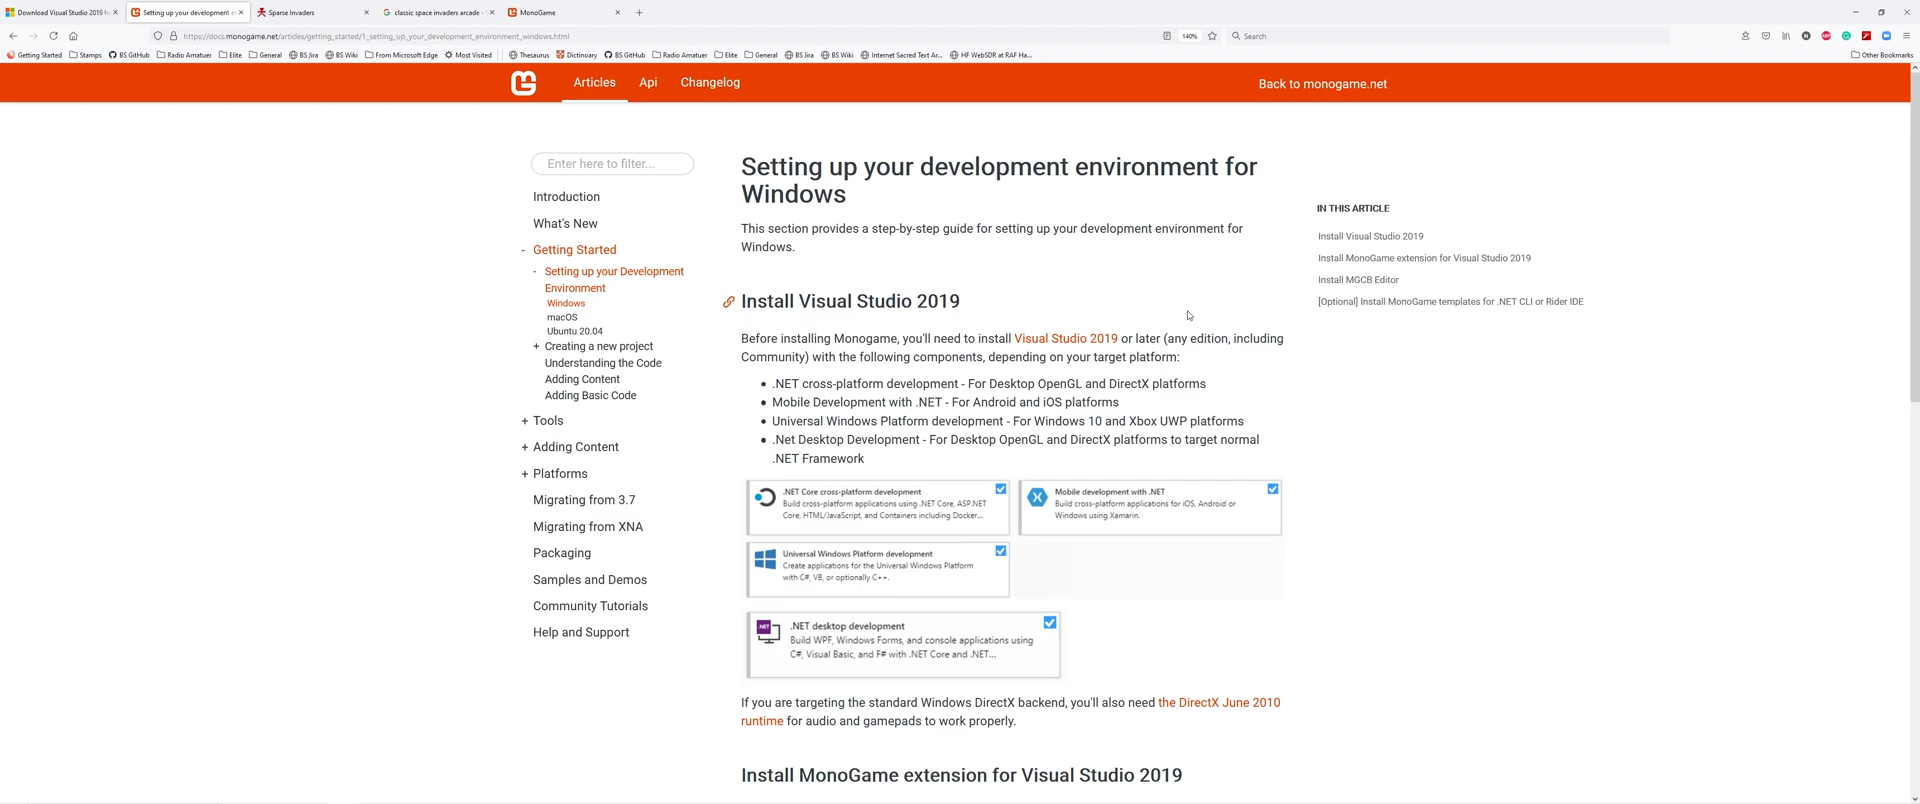 Download Visual Studio 2019 fo
Setting up your development e
Sparse Invaders
classic space invaders arcade -
MonoGame
https://docs.monogame.net/articles/getting_started/1_setting_up_your_development_environment_windows.html
140%
Search
Getting Started
Stamps
BS GitHub
Radio Amatuer
Elite
General
BS Jira
BS Wiki
From Microsoft Edge
Most Visited
Thesaurus
Dictionary
BS GitHub
Radio Amatuer
Elite
General
BS Jira
BS Wiki
Internet Sacred Text Ar...
HF WebSDR at RAF Ha...
Other Bookmarks
Articles
Api
Changelog
Back to monogame.net
Enter here to filter...
Introduction
What's New
- Getting Started
- Setting up your Development
Environment
Windows
macOS
Ubuntu 20.04
+ Creating a new project
Understanding the Code
Adding Content
Adding Basic Code
+ Tools
+ Adding Content
+ Platforms
Migrating from 3.7
Migrating from XNA
Packaging
Samples and Demos
Community Tutorials
Help and Support
Setting up your development environment for
Windows
This section provides a step-by-step guide for setting up your development environment for
Windows.
Install Visual Studio 2019
Before installing Monogame, you'll need to install Visual Studio 2019 or later (any edition, including
Community) with the following components, depending on your target platform:
• .NET cross-platform development - For Desktop OpenGL and DirectX platforms
• Mobile Development with .NET - For Android and iOS platforms
• Universal Windows Platform development - For Windows 10 and Xbox UWP platforms
• .Net Desktop Development - For Desktop OpenGL and DirectX platforms to target normal
.NET Framework
.NET Core cross-platform development
Build cross-platform applications using .NET Core, ASP.NET
Core, HTML/JavaScript, and Containers including Docker...
Mobile development with .NET
Build cross-platform applications for iOS, Android or
Windows using Xamarin.
Universal Windows Platform development
Create applications for the Universal Windows Platform
with C#, VB, or optionally C++.
.NET
.NET desktop development
Build WPF, Windows Forms, and console applications using
C#, Visual Basic, and F# with .NET Core and .NET...
If you are targeting the standard Windows DirectX backend, you'll also need the DirectX June 2010
runtime for audio and gamepads to work properly.
Install MonoGame extension for Visual Studio 2019
IN THIS ARTICLE
Install Visual Studio 2019
Install MonoGame extension for Visual Studio 2019
Install MGCB Editor
[Optional] Install MonoGame templates for .NET CLI or Rider IDE